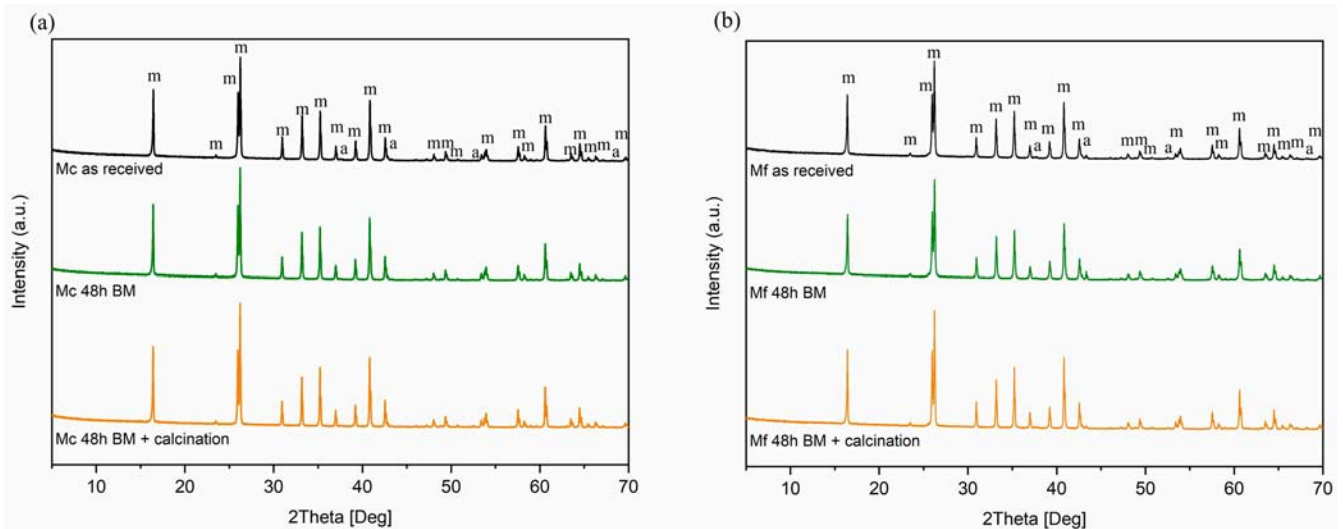 (a)
m m m m m m m a m m m a m m m a m m m m m m a m
Mc as received
Mc 48h BM
Mc 48h BM + calcination
Intensity (a.u.)
10 20 30 40 50 60 70
2Theta [Deg]
(b)
m m m m m m m a m m m a m m m a m m m m m m m a
Mf as received
Mf 48h BM
Mf 48h BM + calcination
Intensity (a.u.)
10 20 30 40 50 60 70
2Theta [Deg]